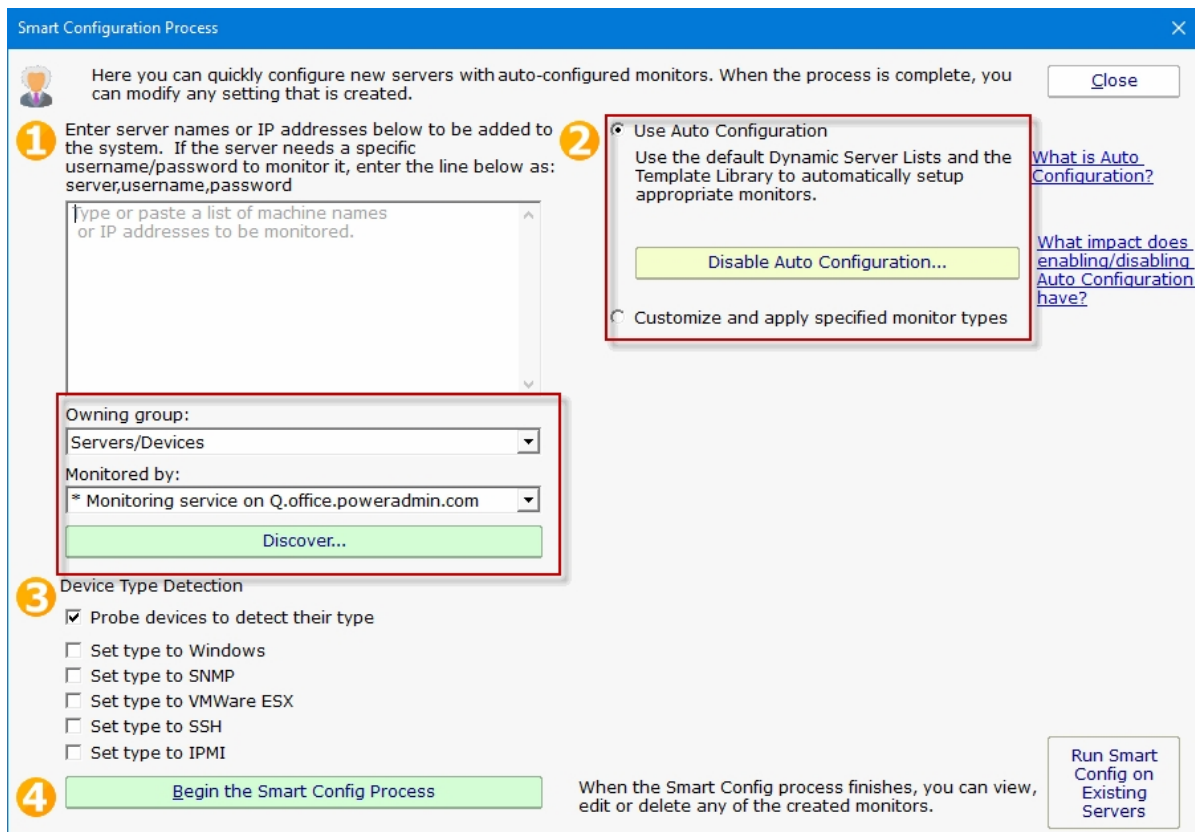 Smart Configuration Process
Here you can quickly configure new servers with auto-configured monitors. When the process is complete, you
can modify any setting that is created.
Close
1
Enter server names or IP addresses below to be added to
the system. If the server needs a specific
username/password to monitor it, enter the line below as:
server,username,password
Type or paste a list of machine names
or IP addresses to be monitored.
Owning group:
Servers/Devices
Monitored by:
* Monitoring service on Q.office.poweradmin.com
Discover...
2
Use Auto Configuration
Use the default Dynamic Server Lists and the
Template Library to automatically setup
appropriate monitors.
Disable Auto Configuration...
Customize and apply specified monitor types
What is Auto
Configuration?
What impact does
enabling/disabling
Auto Configuration
have?
3
Device Type Detection
Probe devices to detect their type
Set type to Windows
Set type to SNMP
Set type to VMWare ESX
Set type to SSH
Set type to IPMI
4
Begin the Smart Config Process
When the Smart Config process finishes, you can view,
edit or delete any of the created monitors.
Run Smart
Config on
Existing
Servers